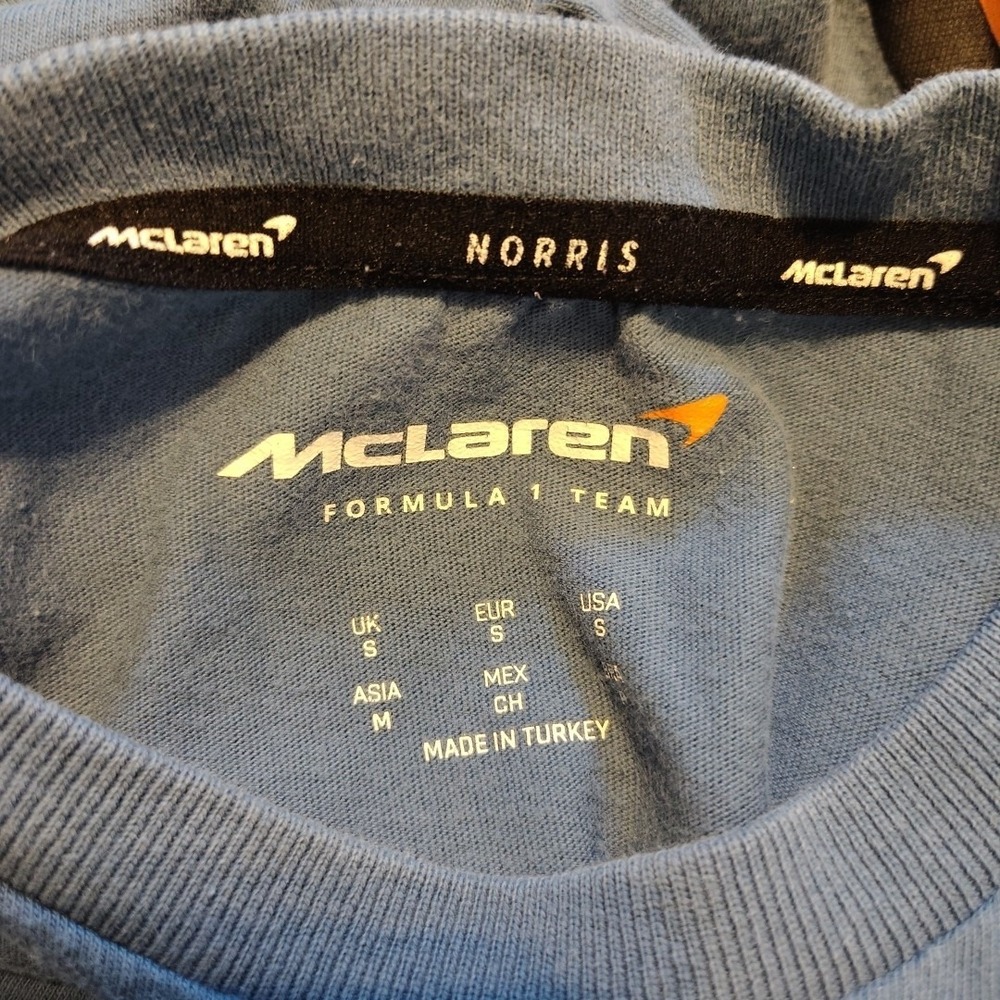 McLaren NORRIS McLaren
McLaren
FORMULA 1 TEAM
UK EUR USA
S S S
ASIA MEX
M CH
MADE IN TURKEY